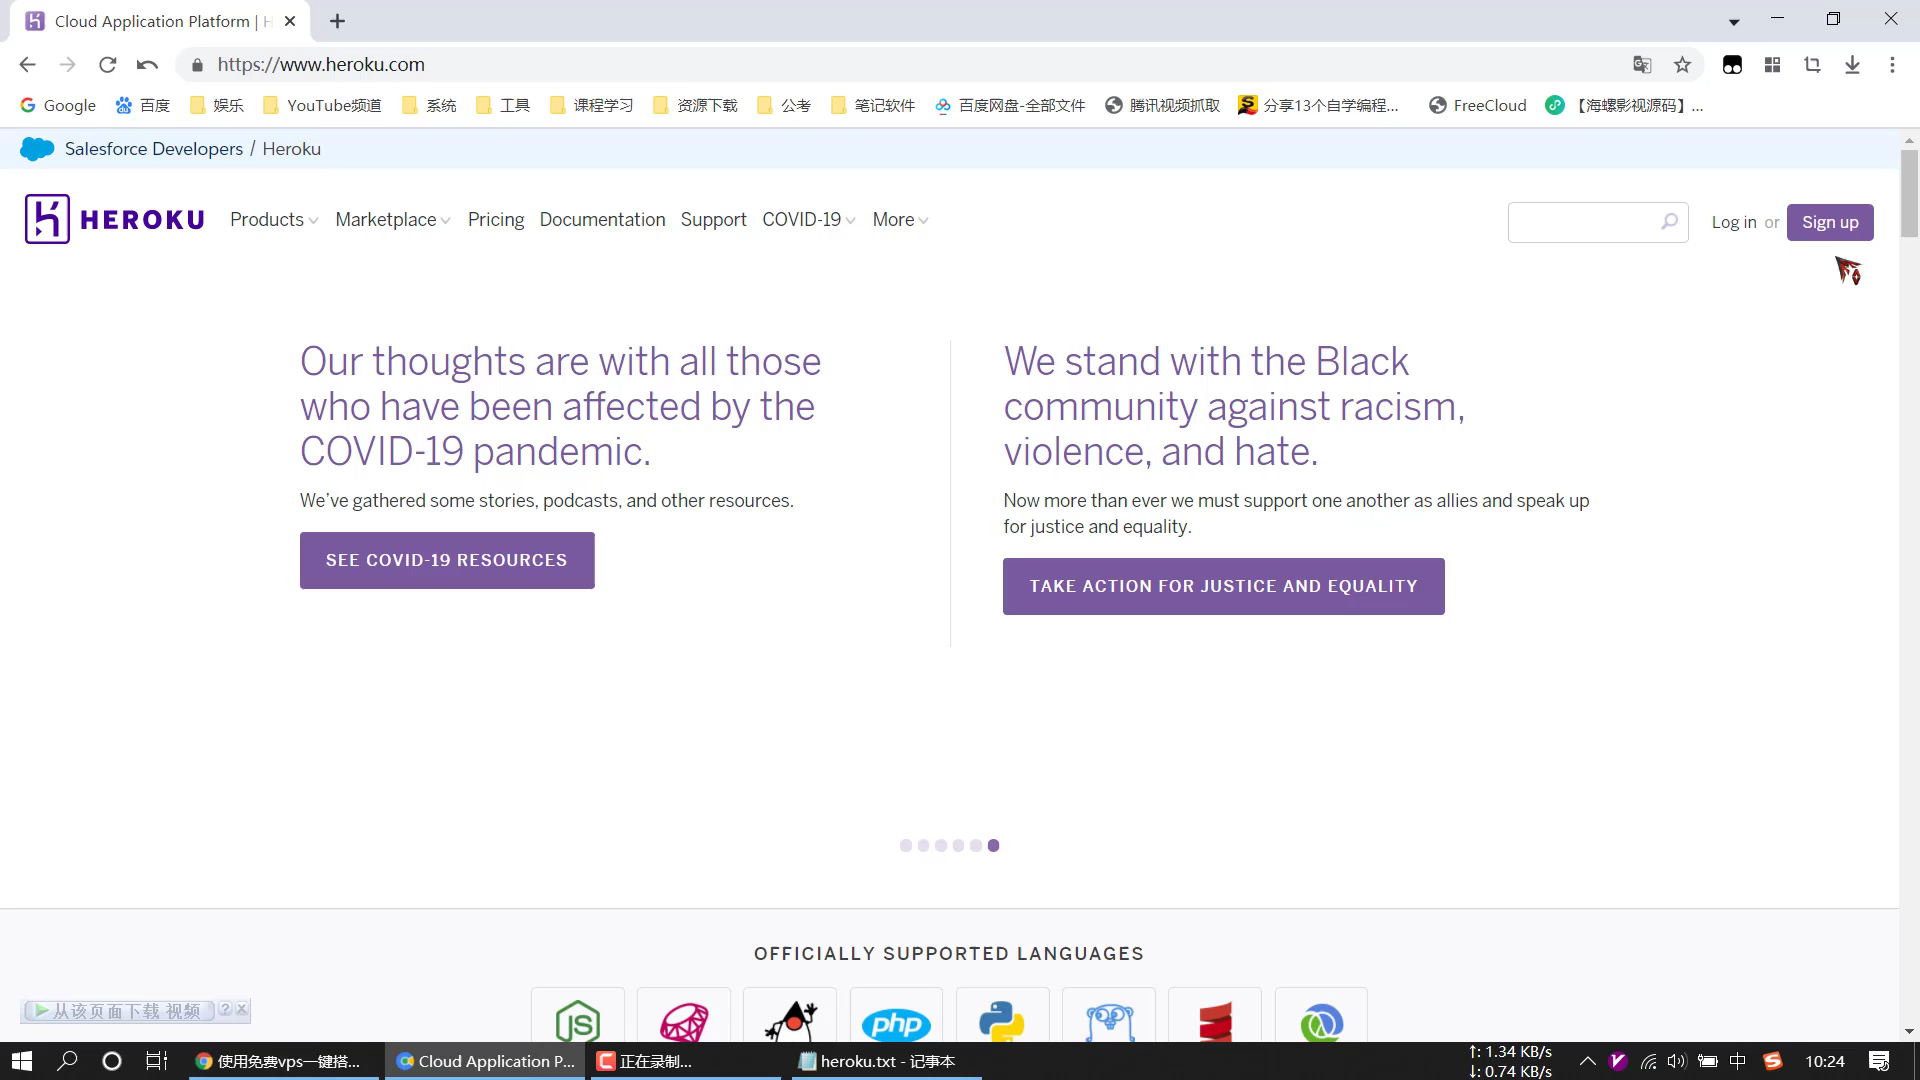 Cloud Application Platform | H
https://www.heroku.com
Google 百度 娱乐 YouTube频道 系统 工具 课程学习 资源下载 公考 笔记软件 百度网盘-全部文件 腾讯视频抓取 分享13个自学编程... FreeCloud 【海螺影视源码】...
Salesforce Developers / Heroku
HEROKU Products Marketplace Pricing Documentation Support COVID-19 More Log in or Sign up
Our thoughts are with all those
who have been affected by the
COVID-19 pandemic.
We've gathered some stories, podcasts, and other resources.
SEE COVID-19 RESOURCES
We stand with the Black
community against racism,
violence, and hate.
Now more than ever we must support one another as allies and speak up
for justice and equality.
TAKE ACTION FOR JUSTICE AND EQUALITY
OFFICIALLY SUPPORTED LANGUAGES
JS php
从该页面下载 视频 ? x
使用免费vps一键搭... Cloud Application P... 正在录制... heroku.txt - 记事本
↑: 1.34 KB/s
↓: 0.74 KB/s
中 10:24